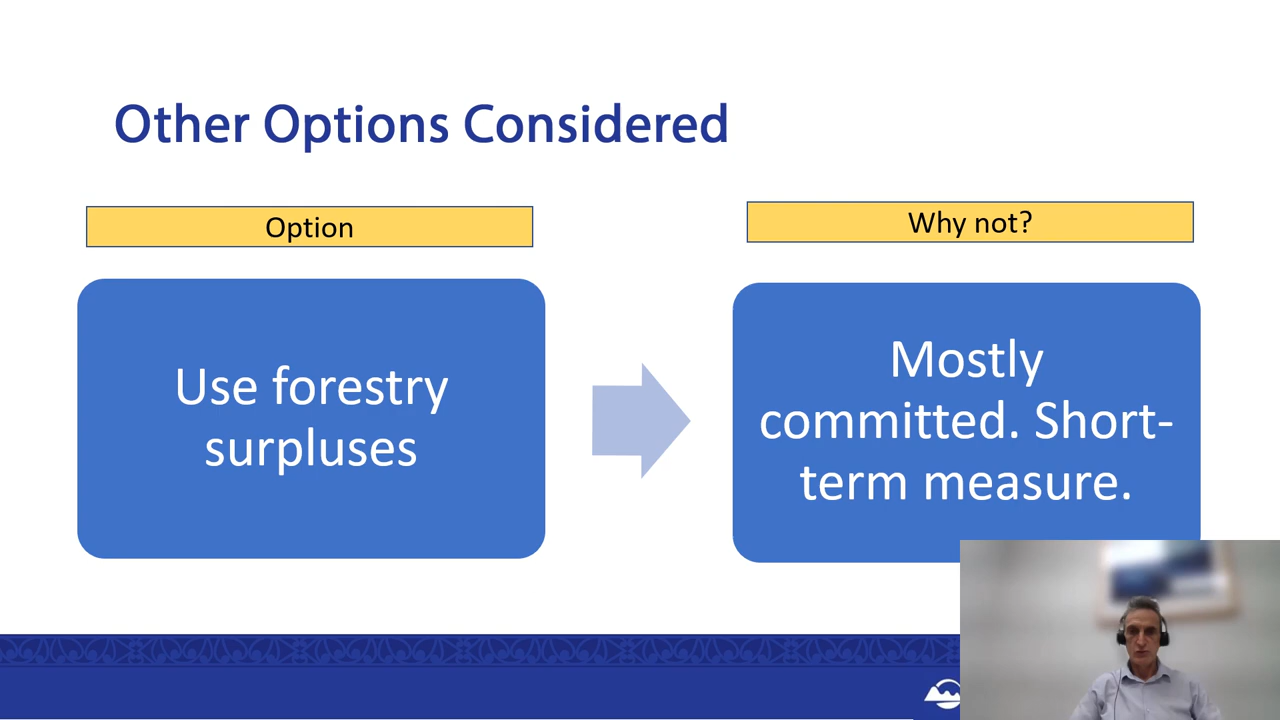 Other Options Considered
Option
Why not?
Use forestry
surpluses
Mostly
committed. Short-
term measure.